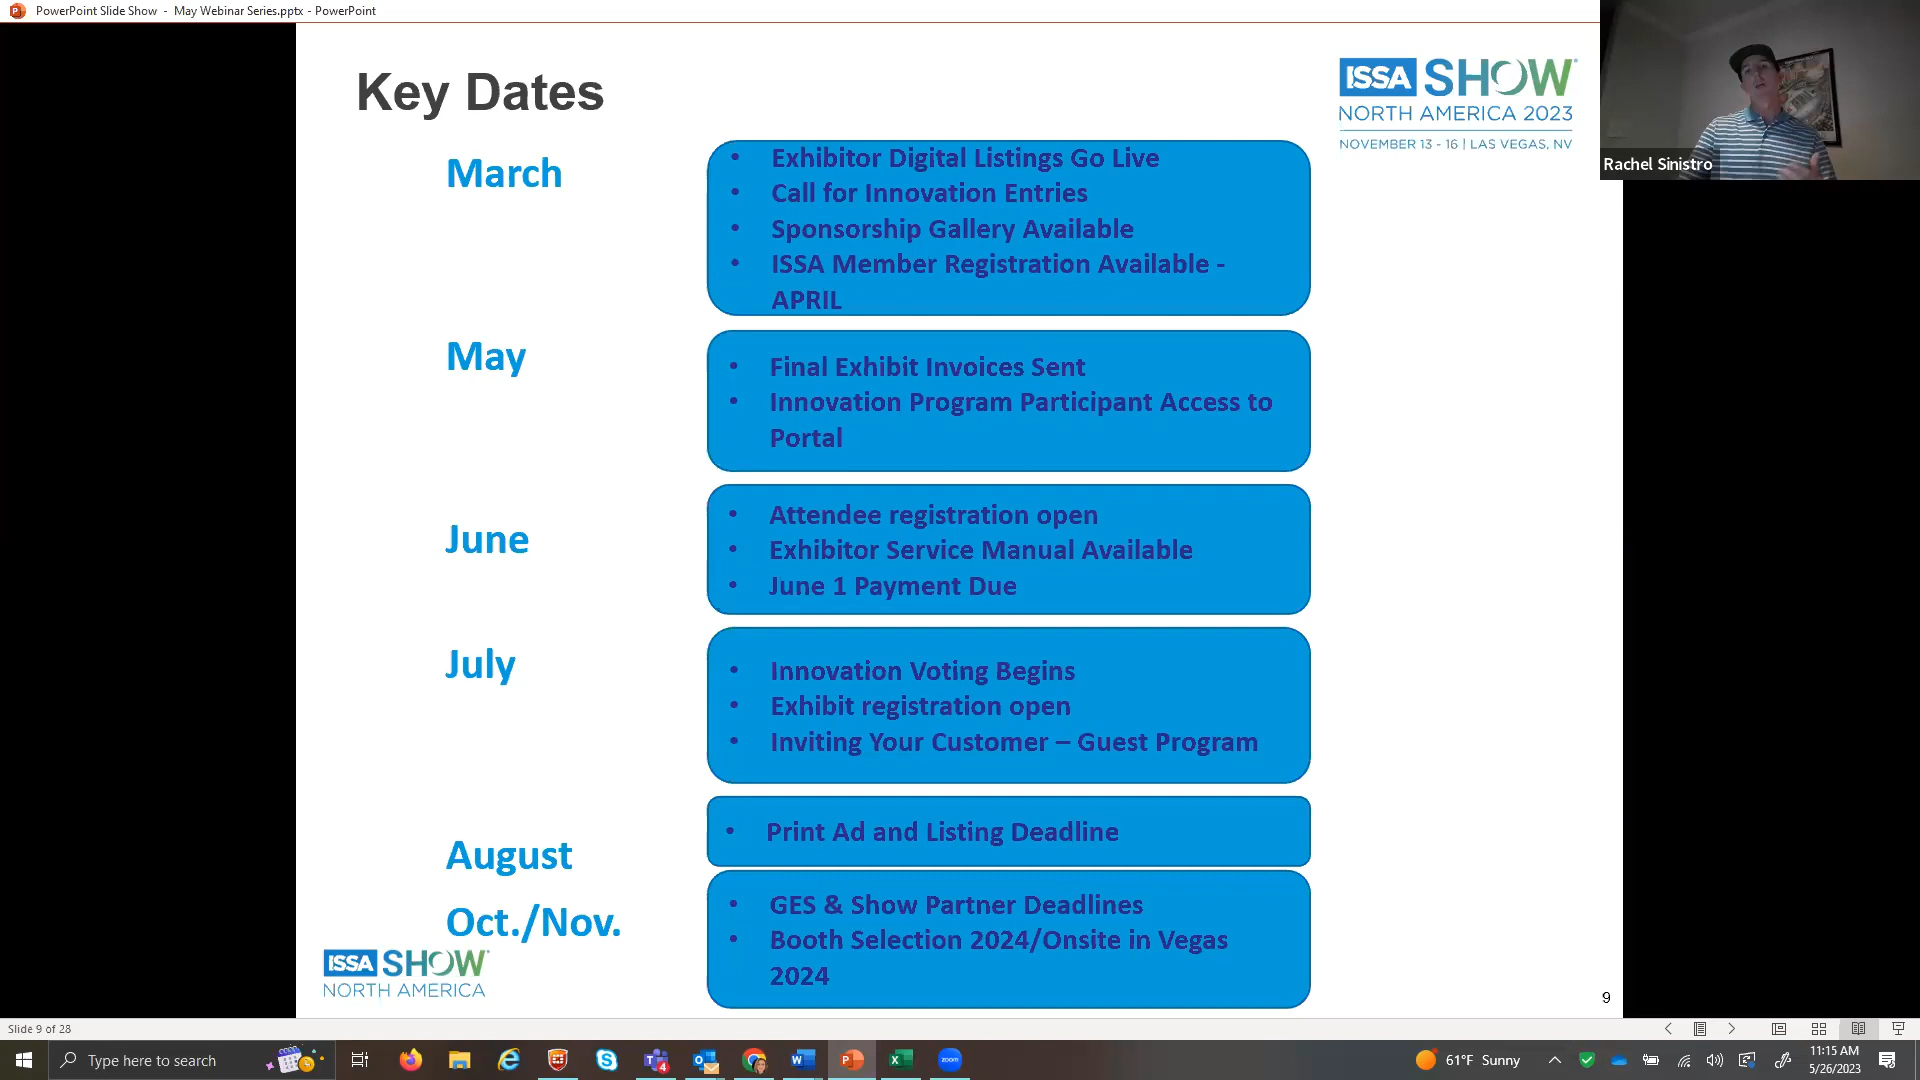 PowerPoint Slide Show - May Webinar Series.pptx - PowerPoint
Key Dates
ISSA SHOW
NORTH AMERICA 2023
NOVEMBER 13 - 16 | LAS VEGAS, NV
Rachel Sinistro
March
• Exhibitor Digital Listings Go Live
• Call for Innovation Entries
• Sponsorship Gallery Available
• ISSA Member Registration Available -
APRIL
May
• Final Exhibit Invoices Sent
• Innovation Program Participant Access to
Portal
June
• Attendee registration open
• Exhibitor Service Manual Available
• June 1 Payment Due
July
• Innovation Voting Begins
• Exhibit registration open
• Inviting Your Customer – Guest Program
August
• Print Ad and Listing Deadline
Oct./Nov.
• GES & Show Partner Deadlines
• Booth Selection 2024/Onsite in Vegas
2024
ISSA SHOW
NORTH AMERICA
9
Slide 9 of 28
Type here to search
4
zoom
61°F Sunny
11:15 AM
5/26/2023